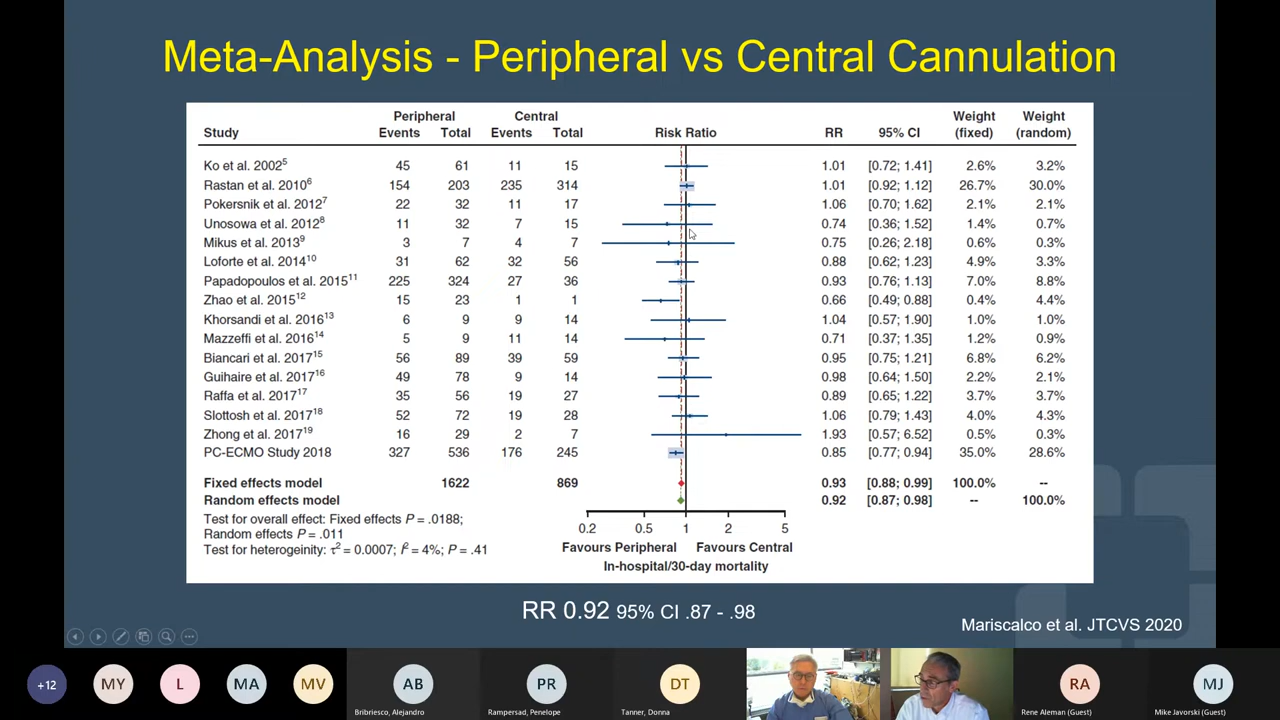 Meta-Analysis - Peripheral vs Central Cannulation
Peripheral Central Weight Weight
Study Events Total Events Total Risk Ratio RR 95% CI (fixed) (random)
Ko et al. 2002⁵ 45 61 11 15 1.01 [0.72; 1.41] 2.6% 3.2%
Rastan et al. 2010⁶ 154 203 235 314 1.01 [0.92; 1.12] 26.7% 30.0%
Pokersnik et al. 2012⁷ 22 32 11 17 1.06 [0.70; 1.62] 2.1% 2.1%
Unosowa et al. 2012⁸ 11 32 7 15 0.74 [0.36; 1.52] 1.4% 0.7%
Mikus et al. 2013⁹ 3 7 4 7 0.75 [0.26; 2.18] 0.6% 0.3%
Loforte et al. 2014¹⁰ 31 62 32 56 0.88 [0.62; 1.23] 4.9% 3.3%
Papadopoulos et al. 2015¹¹ 225 324 27 36 0.93 [0.76; 1.13] 7.0% 8.8%
Zhao et al. 2015¹² 15 23 1 1 0.66 [0.49; 0.88] 0.4% 4.4%
Khorsandi et al. 2016¹³ 6 9 9 14 1.04 [0.57; 1.90] 1.0% 1.0%
Mazzeffi et al. 2016¹⁴ 5 9 11 14 0.71 [0.37; 1.35] 1.2% 0.9%
Biancari et al. 2017¹⁵ 56 89 39 59 0.95 [0.75; 1.21] 6.8% 6.2%
Guihaire et al. 2017¹⁶ 49 78 9 14 0.98 [0.64; 1.50] 2.2% 2.1%
Raffa et al. 2017¹⁷ 35 56 19 27 0.89 [0.65; 1.22] 3.7% 3.7%
Slottosh et al. 2017¹⁸ 52 72 19 28 1.06 [0.79; 1.43] 4.0% 4.3%
Zhong et al. 2017¹⁹ 16 29 2 7 1.93 [0.57; 6.52] 0.5% 0.3%
PC-ECMO Study 2018 327 536 176 245 0.85 [0.77; 0.94] 35.0% 28.6%
Fixed effects model 1622 869 0.93 [0.88; 0.99] 100.0% --
Random effects model 0.92 [0.87; 0.98] -- 100.0%
Test for overall effect: Fixed effects P = .0188;
Random effects P = .011
Test for heterogeinity: τ² = 0.0007; I² = 4%; P = .41
0.2 0.5 1 2 5
Favours Peripheral Favours Central
In-hospital/30-day mortality
RR 0.92 95% CI .87 - .98
Mariscalco et al. JTCVS 2020
+12 MY L MA MV AB PR DT RA MJ
Bribriesco, Alejandro Rampersad, Penelope Tanner, Donna Rene Aleman (Guest) Mike Javorski (Guest)